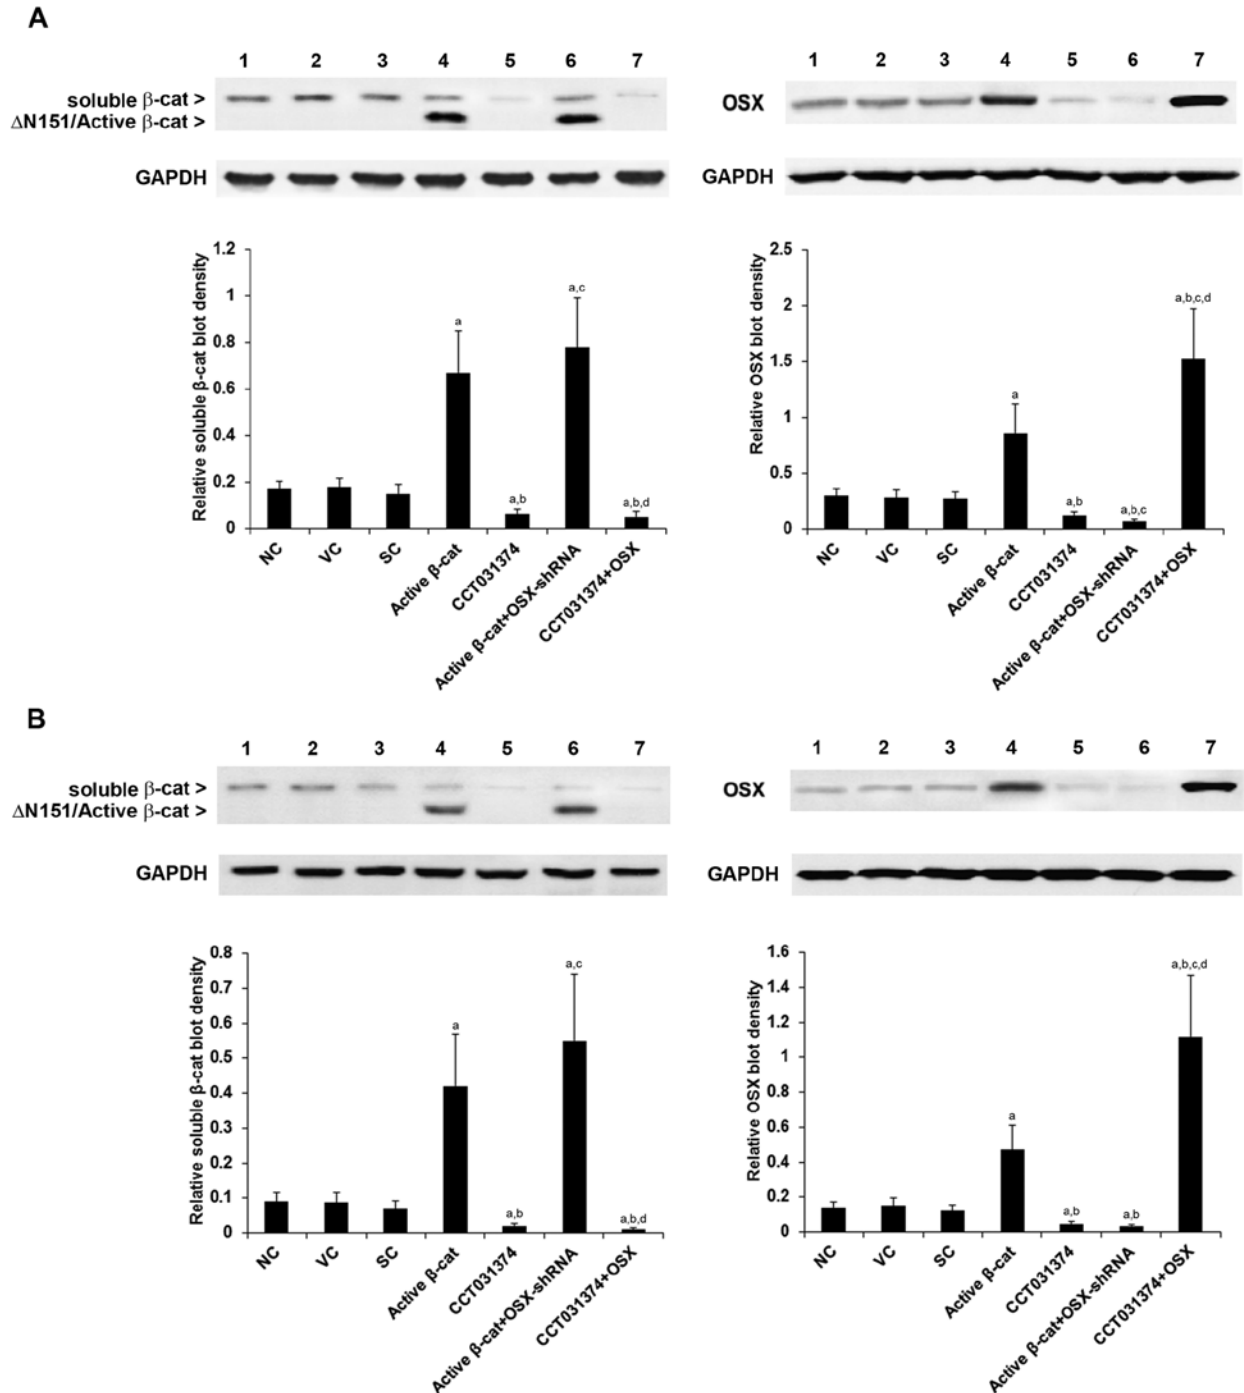 A
1 2 3 4 5 6 7
soluble β-cat >
ΔN151/Active β-cat >
GAPDH
1 2 3 4 5 6 7
OSX
GAPDH
Relative soluble β-cat blot density
1.2
1
0.8
0.6
0.4
0.2
0
a
a,b
a,c
a,b,d
NC
VC
SC
Active β-cat
CCT031374
Active β-cat+OSX-shRNA
CCT031374+OSX
Relative OSX blot density
2.5
2
1.5
1
0.5
0
a
a,b
a,b,c
a,b,c,d
NC
VC
SC
Active β-cat
CCT031374
Active β-cat+OSX-shRNA
CCT031374+OSX
B
1 2 3 4 5 6 7
soluble β-cat >
ΔN151/Active β-cat >
GAPDH
1 2 3 4 5 6 7
OSX
GAPDH
Relative soluble β-cat blot density
0.8
0.7
0.6
0.5
0.4
0.3
0.2
0.1
0
a
a,b
a,c
a,b,d
NC
VC
SC
Active β-cat
CCT031374
Active β-cat+OSX-shRNA
CCT031374+OSX
Relative OSX blot density
1.6
1.4
1.2
1
0.8
0.6
0.4
0.2
0
a
a,b
a,b
a,b,c,d
NC
VC
SC
Active β-cat
CCT031374
Active β-cat+OSX-shRNA
CCT031374+OSX